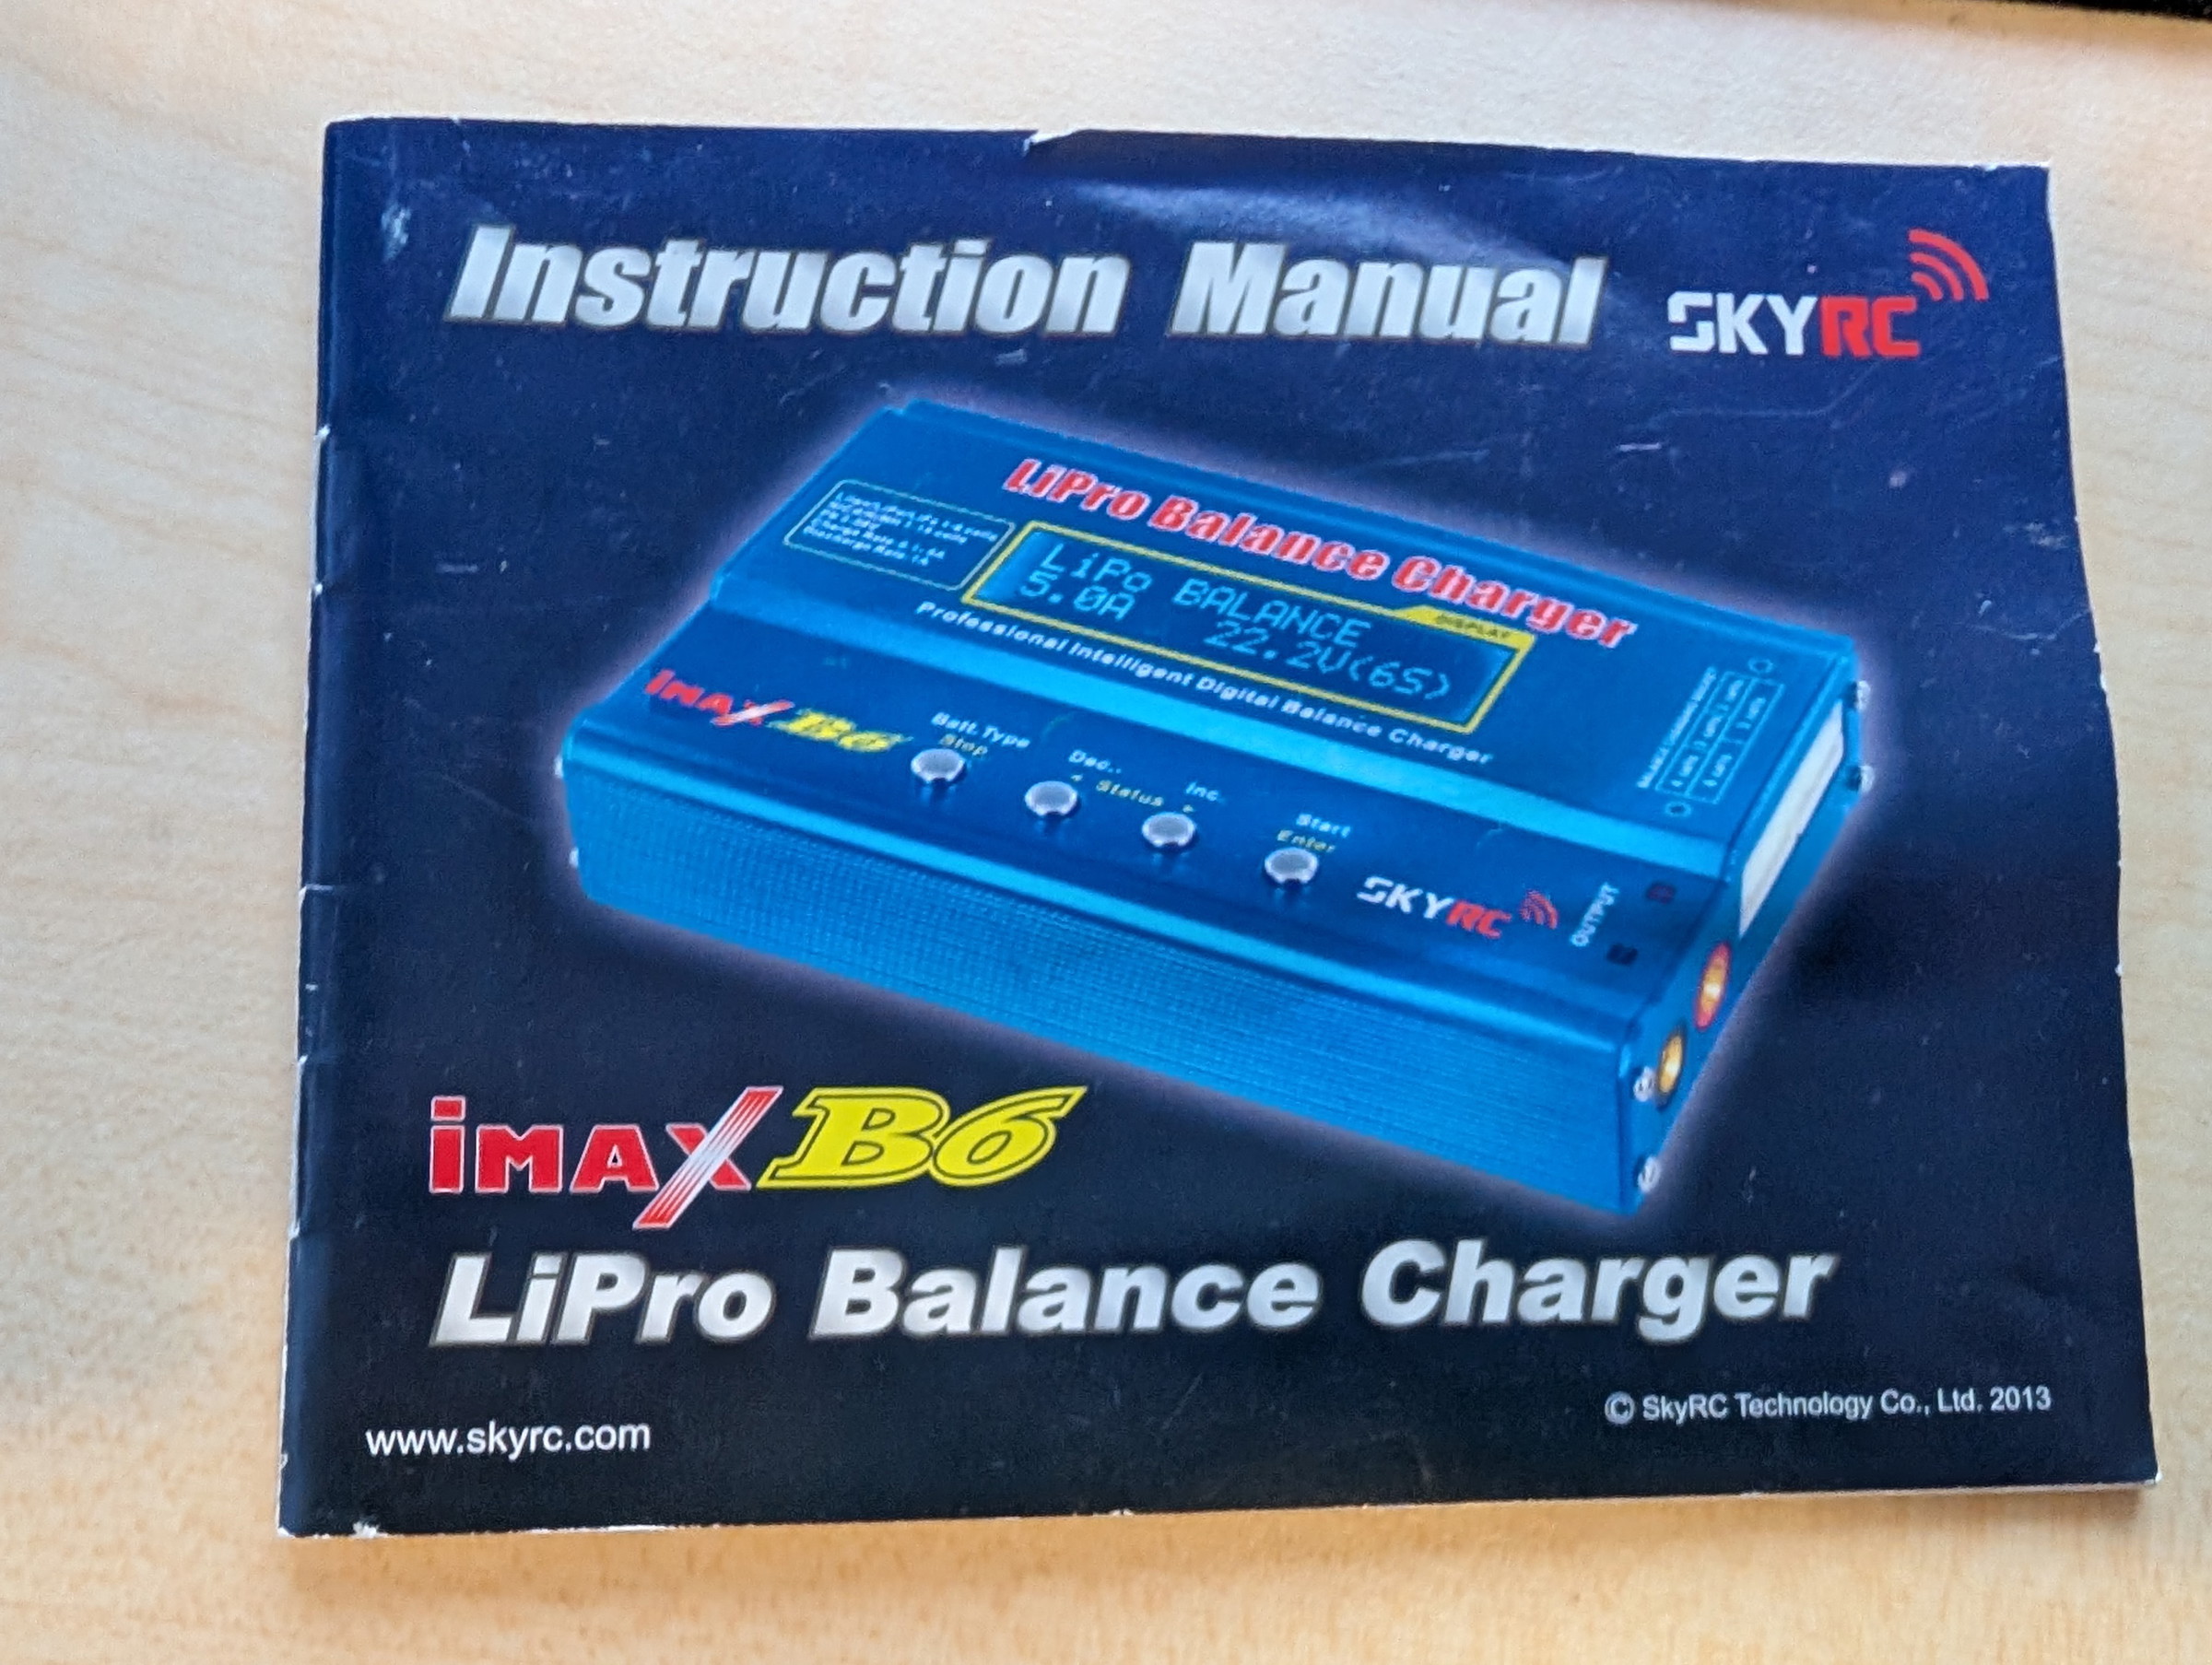 Instruction Manual
SKYRC
LiPro Balance Charger
LiPo BALANCE
5.0A 22.2V(6S)
DISPLAY
Professional Intelligent Digital Balance Charger
iMAX B6
Batt.Type
Stop
Dec.
Inc.
◄ Status ►
Start
Enter
SKYRC
OUTPUT
iMAX B6
LiPro Balance Charger
www.skyrc.com
© SkyRC Technology Co., Ltd. 2013